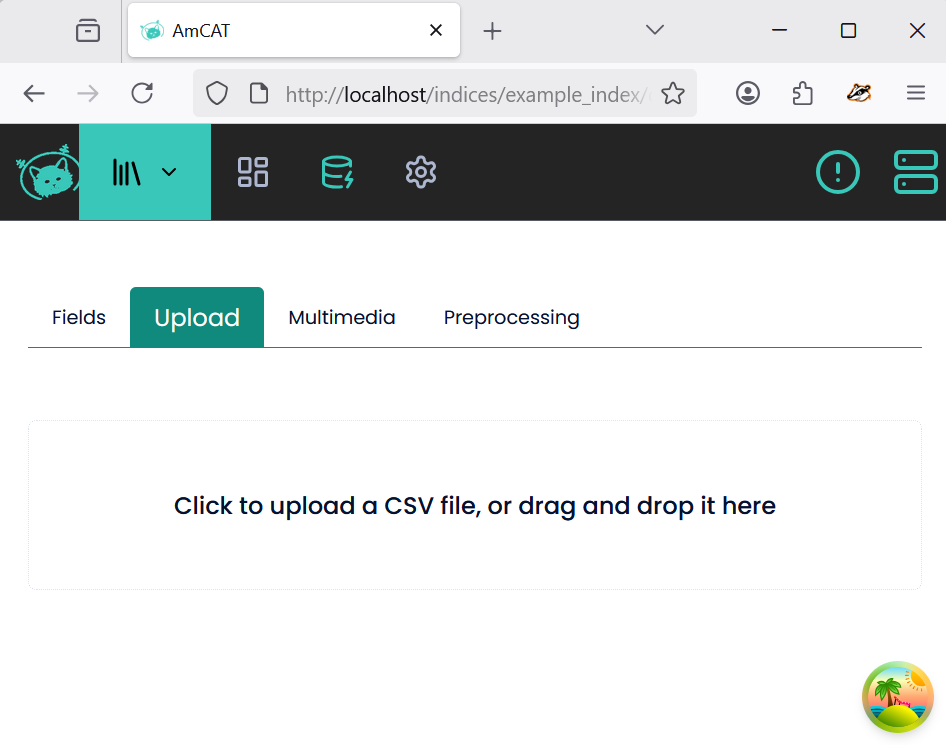 AmCAT
http://localhost/indices/example_index/
Fields
Upload
Multimedia
Preprocessing
Click to upload a CSV file, or drag and drop it here